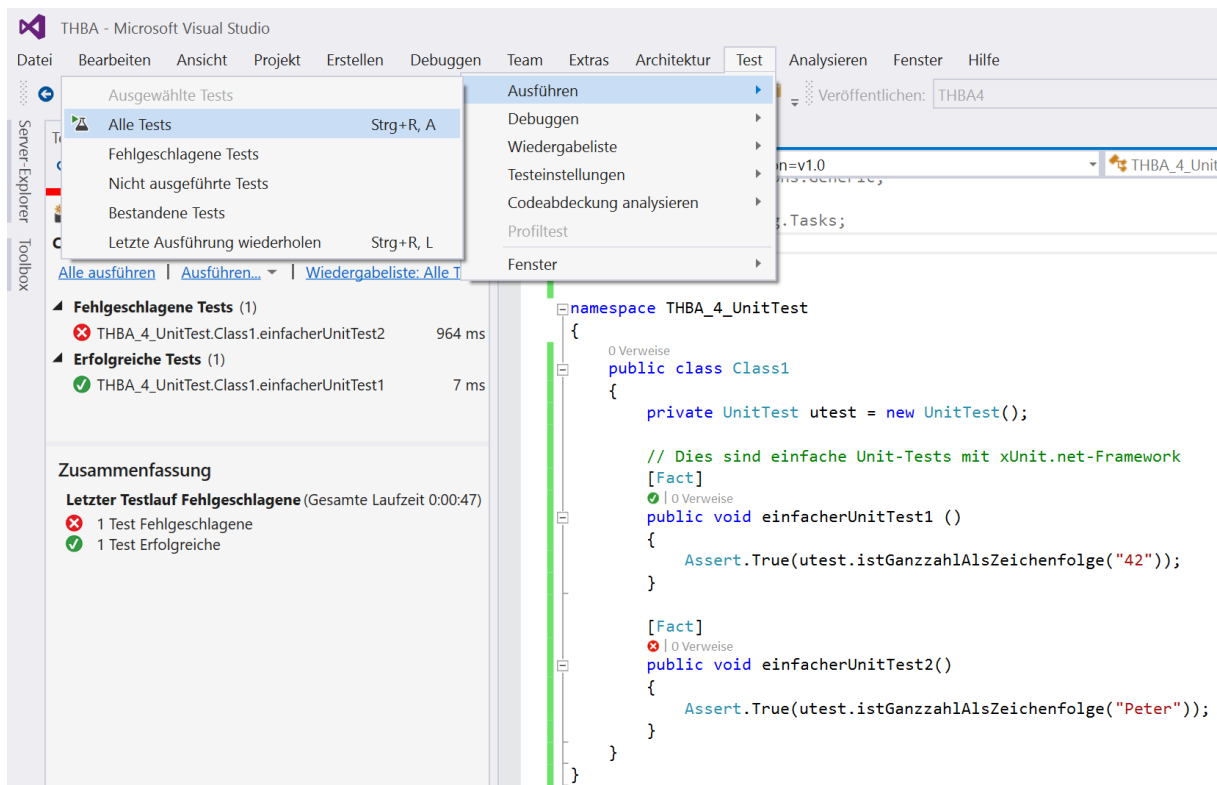 THBA - Microsoft Visual Studio
Datei Bearbeiten Ansicht Projekt Erstellen Debuggen Team Extras Architektur Test Analysieren Fenster Hilfe
Veröffentlichen: THBA4
Ausgewählte Tests
Alle Tests Strg+R, A
Fehlgeschlagene Tests
Nicht ausgeführte Tests
Bestandene Tests
Letzte Ausführung wiederholen Strg+R, L
Ausführen
Debuggen
Wiedergabeliste
Testeinstellungen
Codeabdeckung analysieren
Profiltest
Fenster
Server-Explorer
Toolbox
n=v1.0 THBA_4_Unit
.Tasks;
Alle ausführen | Ausführen... | Wiedergabeliste: Alle T
Fehlgeschlagene Tests (1)
THBA_4_UnitTest.Class1.einfacherUnitTest2 964 ms
Erfolgreiche Tests (1)
THBA_4_UnitTest.Class1.einfacherUnitTest1 7 ms
Zusammenfassung
Letzter Testlauf Fehlgeschlagene (Gesamte Laufzeit 0:00:47)
1 Test Fehlgeschlagene
1 Test Erfolgreiche
namespace THBA_4_UnitTest
{
0 Verweise
public class Class1
{
private UnitTest utest = new UnitTest();
// Dies sind einfache Unit-Tests mit xUnit.net-Framework
[Fact]
| 0 Verweise
public void einfacherUnitTest1 ()
{
Assert.True(utest.istGanzzahlAlsZeichenfolge("42"));
}
[Fact]
| 0 Verweise
public void einfacherUnitTest2()
{
Assert.True(utest.istGanzzahlAlsZeichenfolge("Peter"));
}
}
}